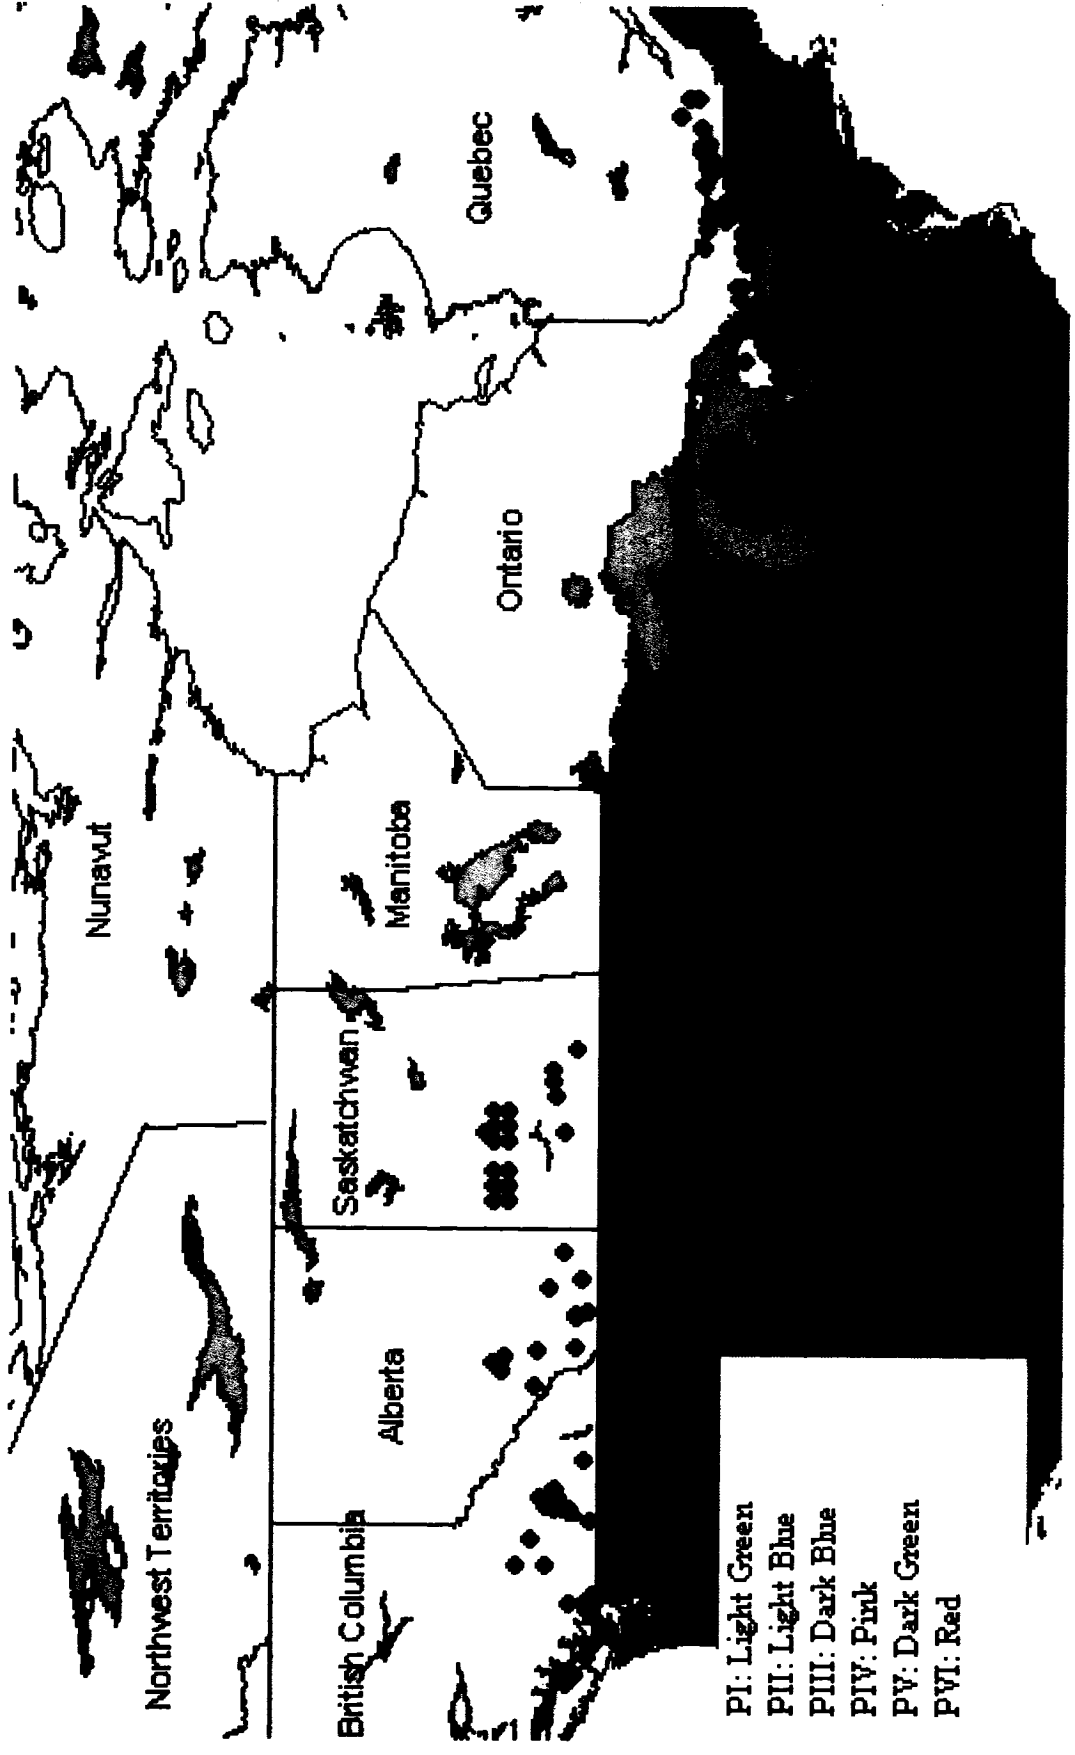 Northwest Territories
Nunavut
British Columbia
Alberta
Saskatchwan
Manitoba
Ontario
Quebec
PI: Light Green
PII: Light Blue
PIII: Dark Blue
PIV: Pink
PV: Dark Green
PVI: Red